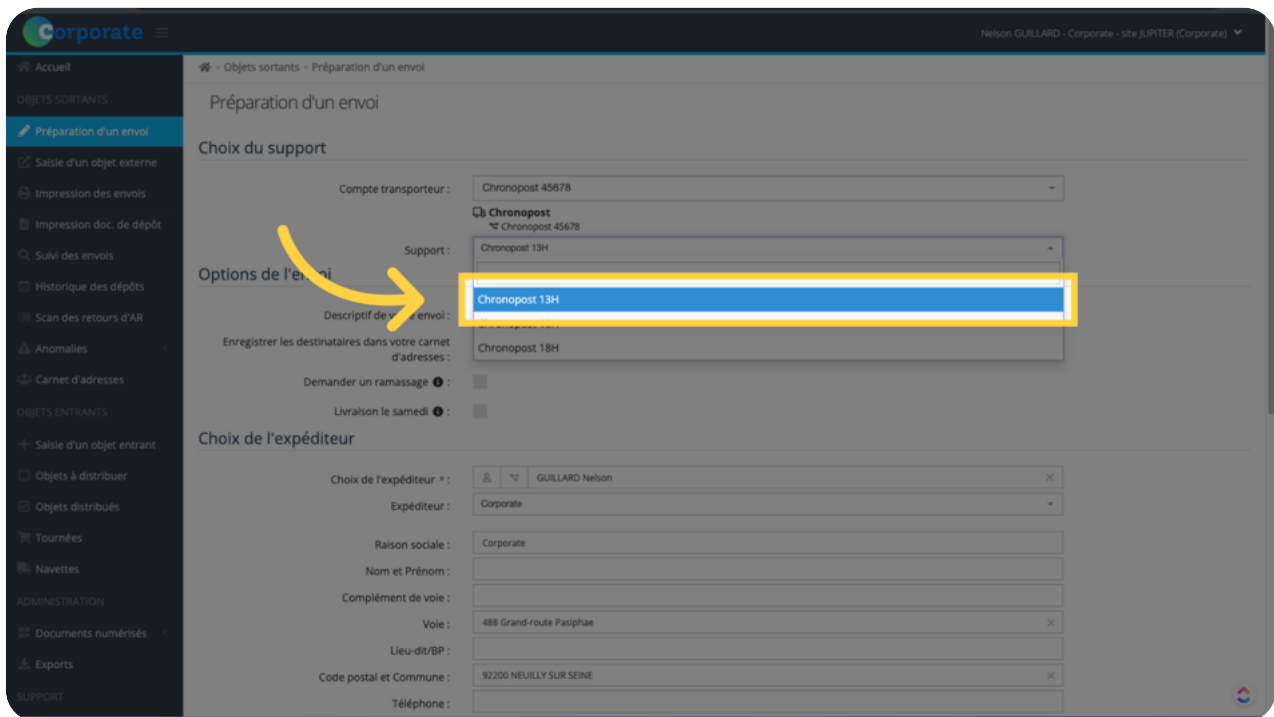 Corporate
Nelson GUILLARD - Corporate - site JUPITER (Corporate)
Accueil
OBJETS SORTANTS
Préparation d'un envoi
Saisie d'un objet externe
Impression des envois
Impression doc. de dépôt
Suivi des envois
Historique des dépôts
Scan des retours d'AR
Anomalies
Carnet d'adresses
OBJETS ENTRANTS
Saisie d'un objet entrant
Objets à distribuer
Objets distribués
Tournées
Navettes
ADMINISTRATION
Documents numérisés
Exports
SUPPORT
Objets sortants - Préparation d'un envoi
Préparation d'un envoi
Choix du support
Compte transporteur :
Chronopost 45678
Chronopost
Chronopost 45678
Support :
Chronopost 13H
Chronopost 13H
Chronopost 18H
Options de l'envoi
Descriptif de votre envoi :
Enregistrer les destinataires dans votre carnet
d'adresses :
Demander un ramassage :
Livraison le samedi :
Choix de l'expéditeur
Choix de l'expéditeur * :
GUILLARD Nelson
Expéditeur :
Corporate
Raison sociale :
Corporate
Nom et Prénom :
Complément de voie :
Voie :
488 Grand-route Pasiphae
Lieu-dit/BP :
Code postal et Commune :
92200 NEUILLY SUR SEINE
Téléphone :